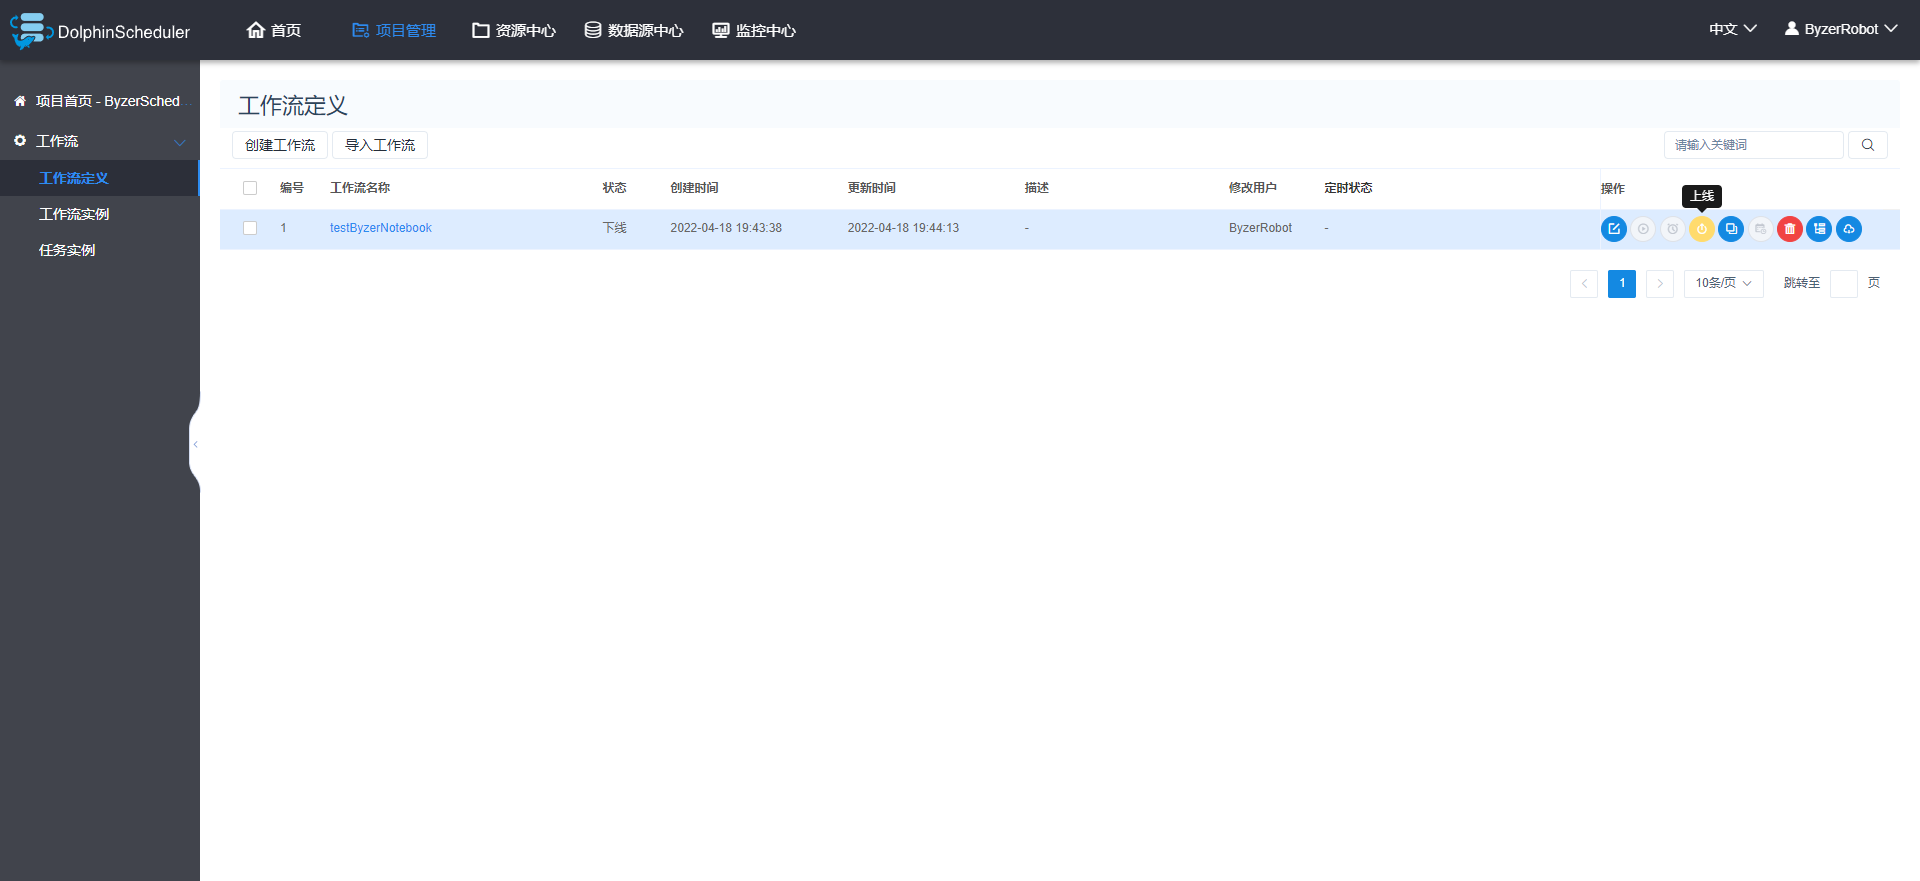 DolphinScheduler 首页 项目管理 资源中心 数据源中心 监控中心 中文 ByzerRobot
项目首页 - ByzerSched...
工作流
工作流定义
工作流实例
任务实例
工作流定义
创建工作流 导入工作流 请输入关键词
编号 工作流名称 状态 创建时间 更新时间 描述 修改用户 定时状态 操作
上线
1 testByzerNotebook 下线 2022-04-18 19:43:38 2022-04-18 19:44:13 - ByzerRobot -
1 10条/页 跳转至 页